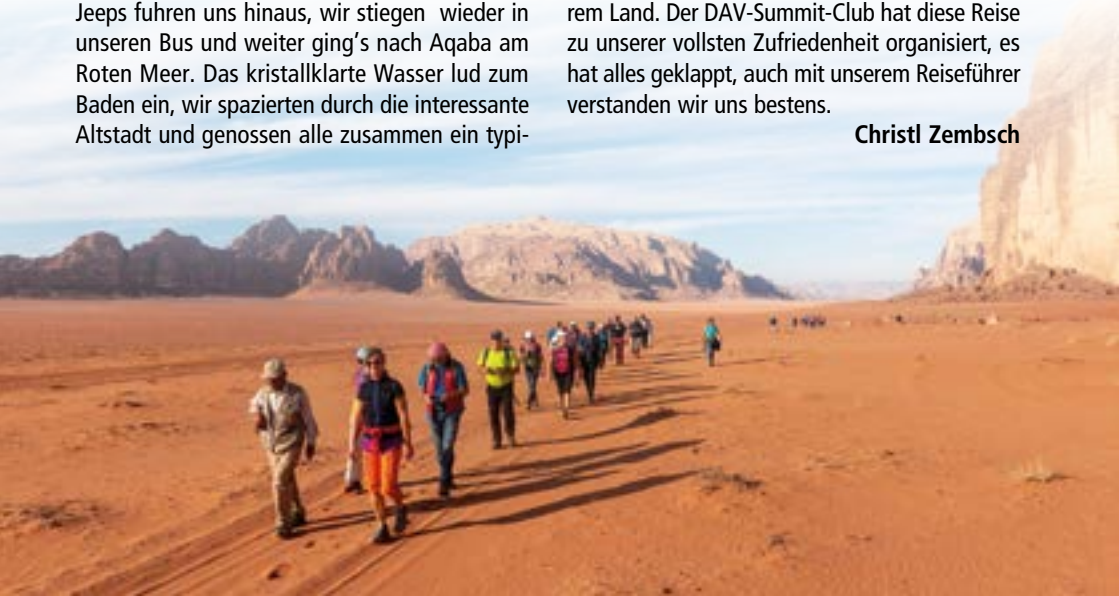 Jeeps fuhren uns hinaus, wir stiegen wieder in
unseren Bus und weiter ging's nach Aqaba am
Roten Meer. Das kristallklarte Wasser lud zum
Baden ein, wir spazierten durch die interessante
Altstadt und genossen alle zusammen ein typi-
rem Land. Der DAV-Summit-Club hat diese Reise
zu unserer vollsten Zufriedenheit organisiert, es
hat alles geklappt, auch mit unserem Reiseführer
verstanden wir uns bestens.
Christl Zembsch